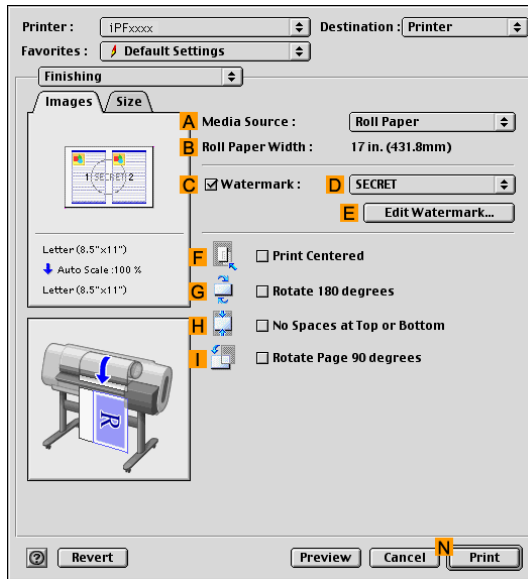 Printer : iPFxxxx Destination : Printer
Favorites : Default Settings
Finishing
Images Size
A Media Source : Roll Paper
B Roll Paper Width : 17 in. (431.8mm)
1 SECRET 2
C Watermark : D SECRET
E Edit Watermark...
Letter (8.5"x11")
Auto Scale :100 %
Letter (8.5"x11")
F Print Centered
G Rotate 180 degrees
H No Spaces at Top or Bottom
I Rotate Page 90 degrees
R
? Revert Preview Cancel N Print